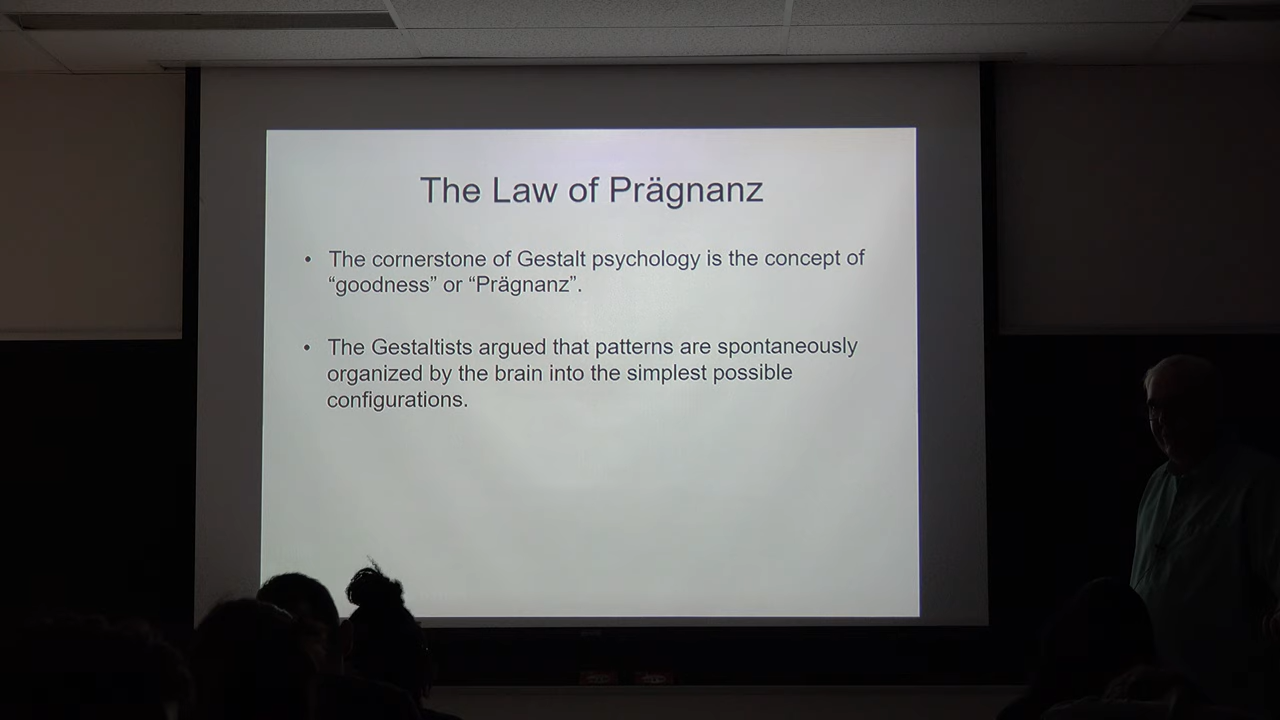 The Law of Prägnanz
• The cornerstone of Gestalt psychology is the concept of
“goodness” or “Prägnanz”.
• The Gestaltists argued that patterns are spontaneously
organized by the brain into the simplest possible
configurations.